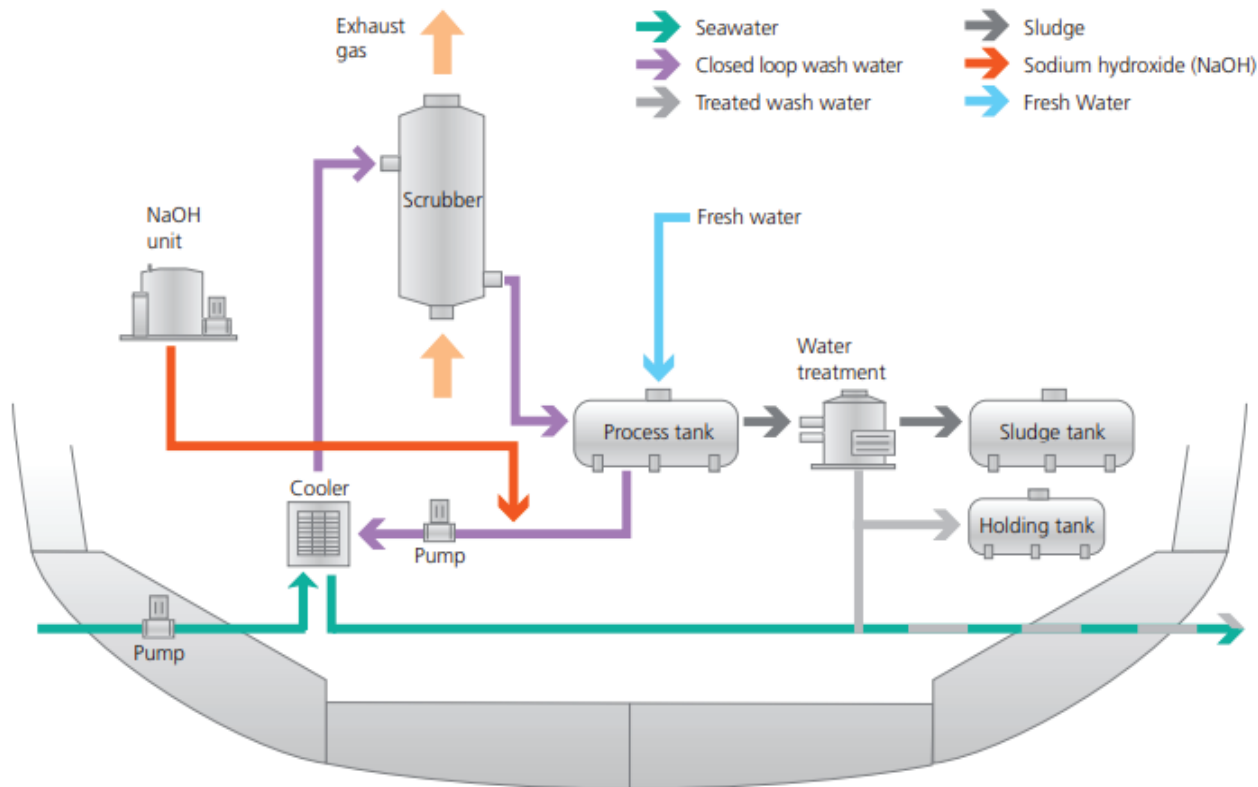 Exhaust
gas
Seawater
Closed loop wash water
Treated wash water
Sludge
Sodium hydroxide (NaOH)
Fresh Water
Scrubber
NaOH
unit
Fresh water
Water
treatment
Process tank
Sludge tank
Cooler
Holding tank
Pump
Pump